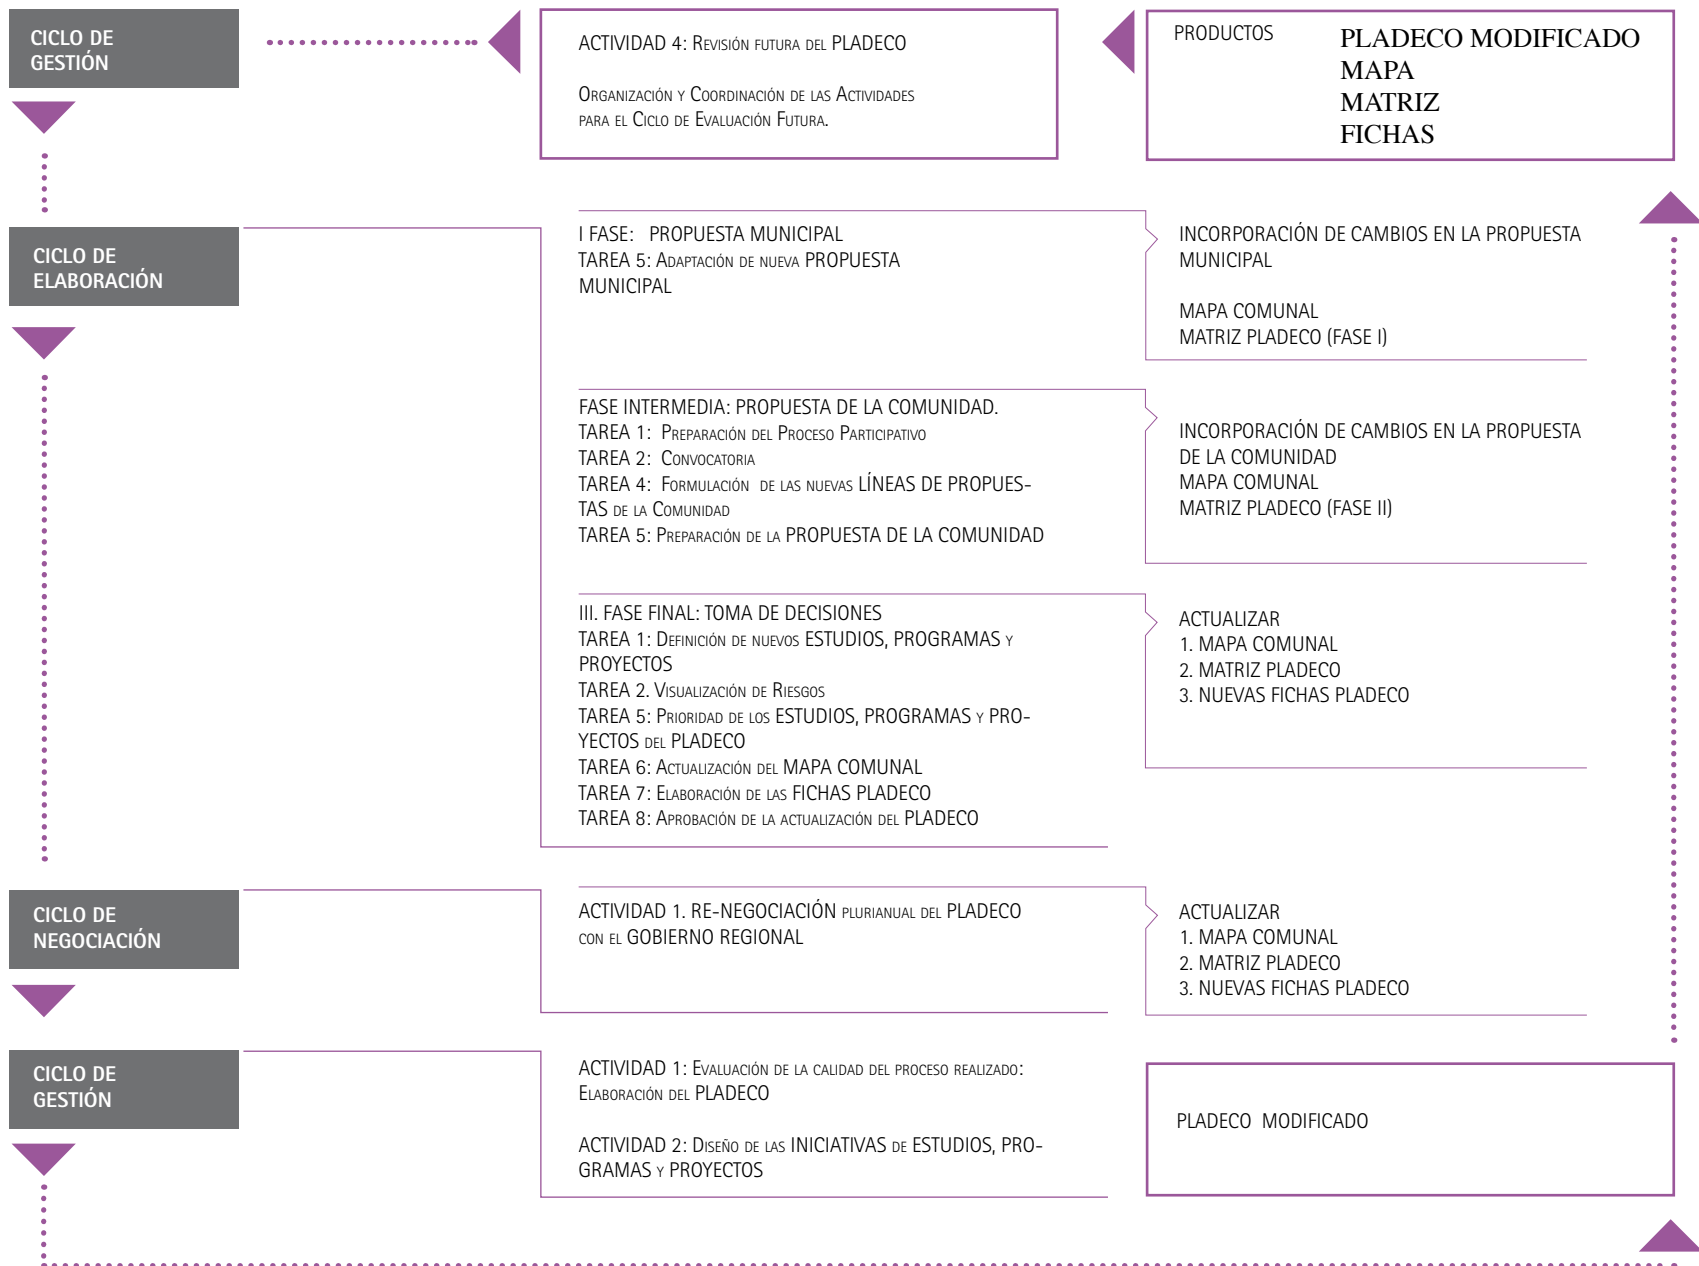 CICLO DE
GESTIÓN
ACTIVIDAD 4: Revisión futura del PLADECO
Organización y Coordinación de las Actividades
para el Ciclo de Evaluación Futura.
PRODUCTOS
PLADECO MODIFICADO
MAPA
MATRIZ
FICHAS
CICLO DE
ELABORACIÓN
I FASE: PROPUESTA MUNICIPAL
TAREA 5: Adaptación de nueva PROPUESTA
MUNICIPAL
INCORPORACIÓN DE CAMBIOS EN LA PROPUESTA
MUNICIPAL
MAPA COMUNAL
MATRIZ PLADECO (FASE I)
FASE INTERMEDIA: PROPUESTA DE LA COMUNIDAD.
TAREA 1: Preparación del Proceso Participativo
TAREA 2: Convocatoria
TAREA 4: Formulación de las nuevas LÍNEAS DE PROPUES-
TAS de la Comunidad
TAREA 5: Preparación de la PROPUESTA DE LA COMUNIDAD
INCORPORACIÓN DE CAMBIOS EN LA PROPUESTA
DE LA COMUNIDAD
MAPA COMUNAL
MATRIZ PLADECO (FASE II)
III. FASE FINAL: TOMA DE DECISIONES
TAREA 1: Definición de nuevos ESTUDIOS, PROGRAMAS y
PROYECTOS
TAREA 2. Visualización de Riesgos
TAREA 5: Prioridad de los ESTUDIOS, PROGRAMAS y PRO-
YECTOS del PLADECO
TAREA 6: Actualización del MAPA COMUNAL
TAREA 7: Elaboración de las FICHAS PLADECO
TAREA 8: Aprobación de la actualización del PLADECO
ACTUALIZAR
1. MAPA COMUNAL
2. MATRIZ PLADECO
3. NUEVAS FICHAS PLADECO
CICLO DE
NEGOCIACIÓN
ACTIVIDAD 1. RE-NEGOCIACIÓN plurianual del PLADECO
con el GOBIERNO REGIONAL
ACTUALIZAR
1. MAPA COMUNAL
2. MATRIZ PLADECO
3. NUEVAS FICHAS PLADECO
CICLO DE
GESTIÓN
ACTIVIDAD 1: Evaluación de la calidad del proceso realizado:
Elaboración del PLADECO
ACTIVIDAD 2: Diseño de las INICIATIVAS de ESTUDIOS, PRO-
GRAMAS y PROYECTOS
PLADECO MODIFICADO